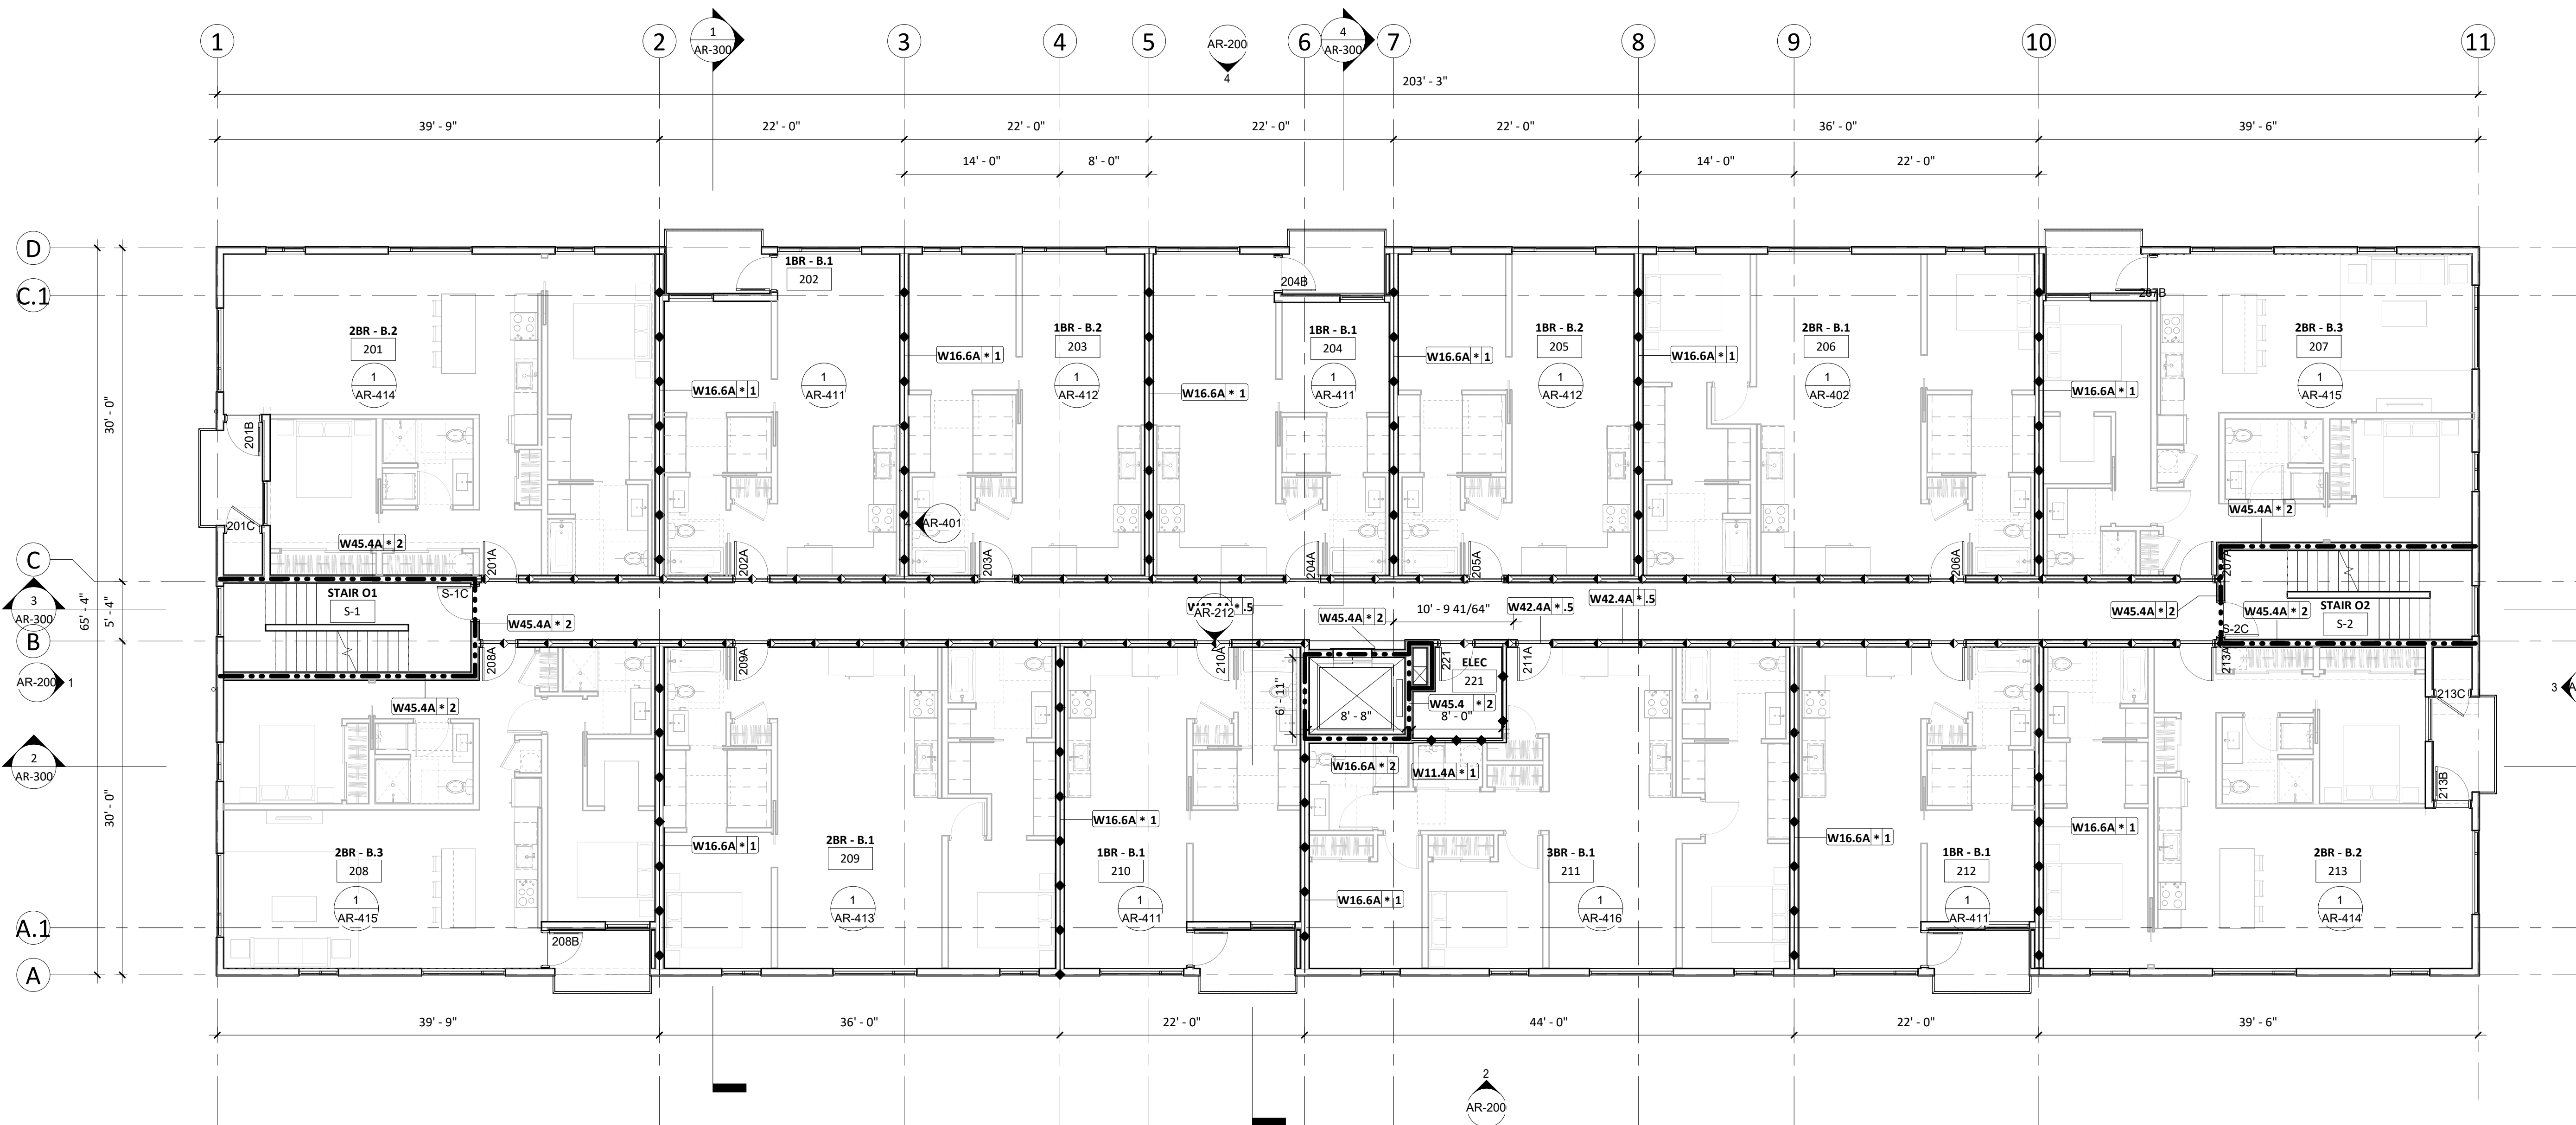 1
2
1
AR-300
3
4
5
AR-200
4
6
4
AR-300
7
8
9
10
11
203' - 3"
39' - 9"
22' - 0"
22' - 0"
22' - 0"
22' - 0"
36' - 0"
39' - 6"
14' - 0"
8' - 0"
14' - 0"
22' - 0"
D
C.1
C
B
A.1
A
65' - 4"
30' - 0"
5' - 4"
30' - 0"
3
AR-300
AR-200
1
2
AR-300
2BR - B.2
201
1
AR-414
201B
201C
W45.4A * 2
201A
1BR - B.1
202
1
AR-411
W16.6A * 1
202A
1BR - B.2
203
1
AR-412
W16.6A * 1
4
AR-401
203A
1BR - B.1
204
1
AR-411
204B
W16.6A * 1
204A
1BR - B.2
205
1
AR-412
W16.6A * 1
205A
2BR - B.1
206
1
AR-402
W16.6A * 1
206A
2BR - B.3
207
1
AR-415
207B
W16.6A * 1
W45.4A * 2
207A
STAIR O1
S-1
S-1C
W45.4A * 2
W42.4A * .5
AR-212
2
W45.4A * 2
10' - 9 41/64"
W42.4A * .5
W42.4A * .5
W45.4A * 2
W45.4A * 2
STAIR O2
S-2
S-2C
208A
W45.4A * 2
2BR - B.3
208
1
AR-415
208B
209A
W16.6A * 1
2BR - B.1
209
1
AR-413
210A
W16.6A * 1
1BR - B.1
210
1
AR-411
6' - 11"
8' - 8"
221
ELEC
221
W45.4 * 2
8' - 0"
W16.6A * 2
W11.4A * 1
211A
W16.6A * 1
3BR - B.1
211
1
AR-416
W16.6A * 1
1BR - B.1
212
1
AR-411
213A
W16.6A * 1
2BR - B.2
213
1
AR-414
213C
213B
3
39' - 9"
36' - 0"
22' - 0"
44' - 0"
22' - 0"
39' - 6"
2
AR-200